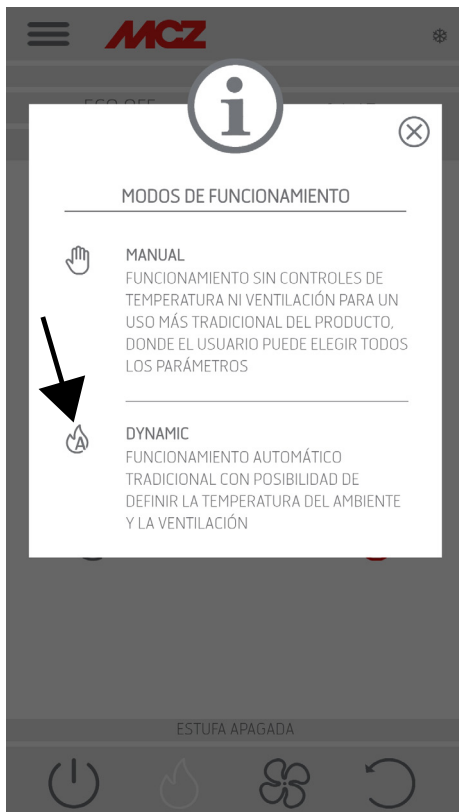 MCZ
i
MODOS DE FUNCIONAMIENTO
MANUAL
FUNCIONAMIENTO SIN CONTROLES DE
TEMPERATURA NI VENTILACIÓN PARA UN
USO MÁS TRADICIONAL DEL PRODUCTO,
DONDE EL USUARIO PUEDE ELEGIR TODOS
LOS PARÁMETROS
A
DYNAMIC
FUNCIONAMIENTO AUTOMÁTICO
TRADICIONAL CON POSIBILIDAD DE
DEFINIR LA TEMPERATURA DEL AMBIENTE
Y LA VENTILACIÓN
ESTUFA APAGADA